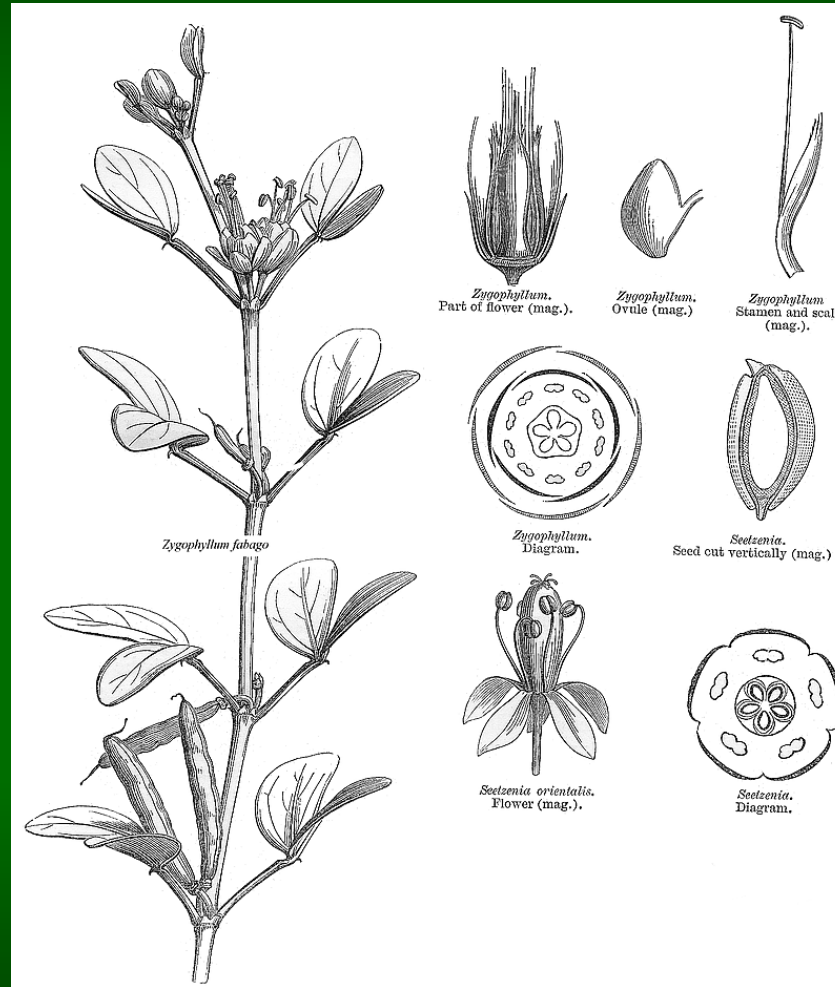 Zygophyllum.
Part of flower (mag.).
Zygophyllum.
Ovule (mag.)
Zygophyllum
Stamen and scal
(mag.).
Zygophyllum fabago
Zygophyllum.
Diagram.
Seetzenia.
Seed cut vertically (mag.)
Seetzenia orientalis.
Flower (mag.).
Seetzenia.
Diagram.